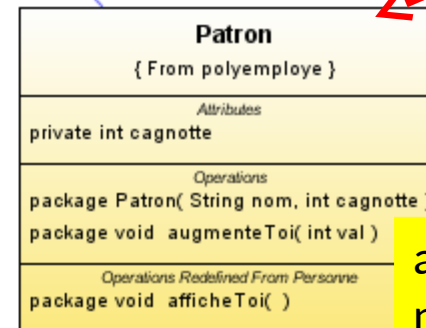 Patron
{ From polyemploye }
Attributes
private int cagnotte
Operations
package Patron( String nom, int cagnotte )
package void augmenteToi( int val )
Operations Redefined From Personne
package void afficheToi( )